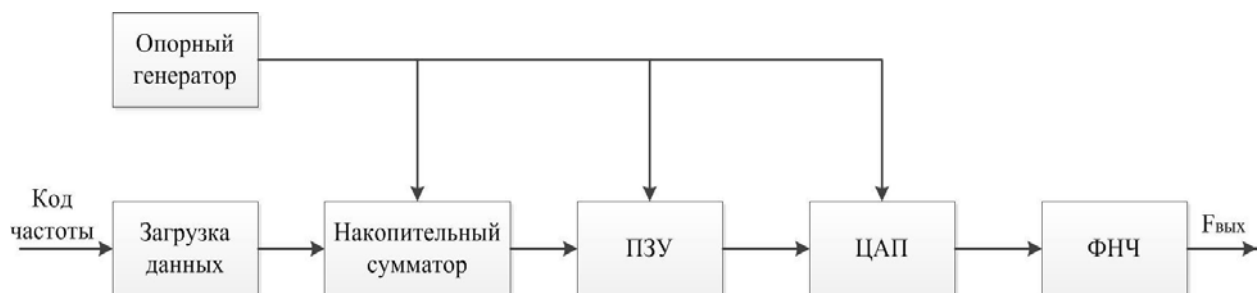 Опорный
генератор
Код
частоты
Загрузка
данных
Накопительный
сумматор
ПЗУ
ЦАП
ФНЧ
Fвых